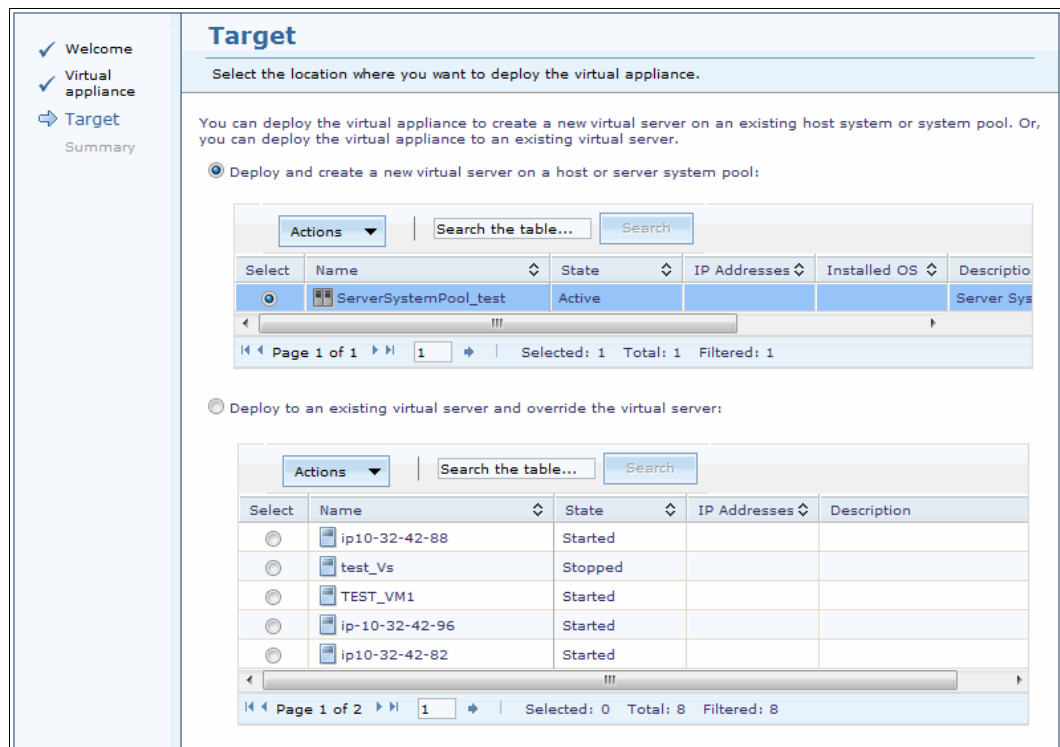 Welcome
Virtual
appliance
Target
Summary
Target
Select the location where you want to deploy the virtual appliance.
You can deploy the virtual appliance to create a new virtual server on an existing host system or system pool. Or,
you can deploy the virtual appliance to an existing virtual server.
Deploy and create a new virtual server on a host or server system pool:
Actions Search the table... Search
Select Name State IP Addresses Installed OS Descriptio
ServerSystemPool_test Active Server Sys
Page 1 of 1 1 Selected: 1 Total: 1 Filtered: 1
Deploy to an existing virtual server and override the virtual server:
Actions Search the table... Search
Select Name State IP Addresses Description
ip10-32-42-88 Started
test_Vs Stopped
TEST_VM1 Started
ip-10-32-42-96 Started
ip10-32-42-82 Started
Page 1 of 2 1 Selected: 0 Total: 8 Filtered: 8